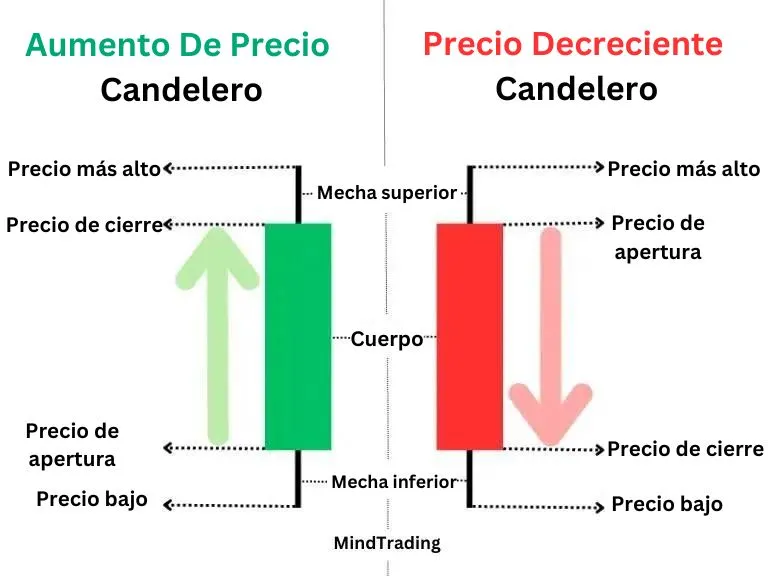 Aumento De Precio
Candelero
Precio Decreciente
Candelero
Precio más alto
Mecha superior
Precio más alto
Precio de cierre
Precio de
apertura
Cuerpo
Precio de
apertura
Precio de cierre
Precio bajo
Mecha inferior
Precio bajo
MindTrading